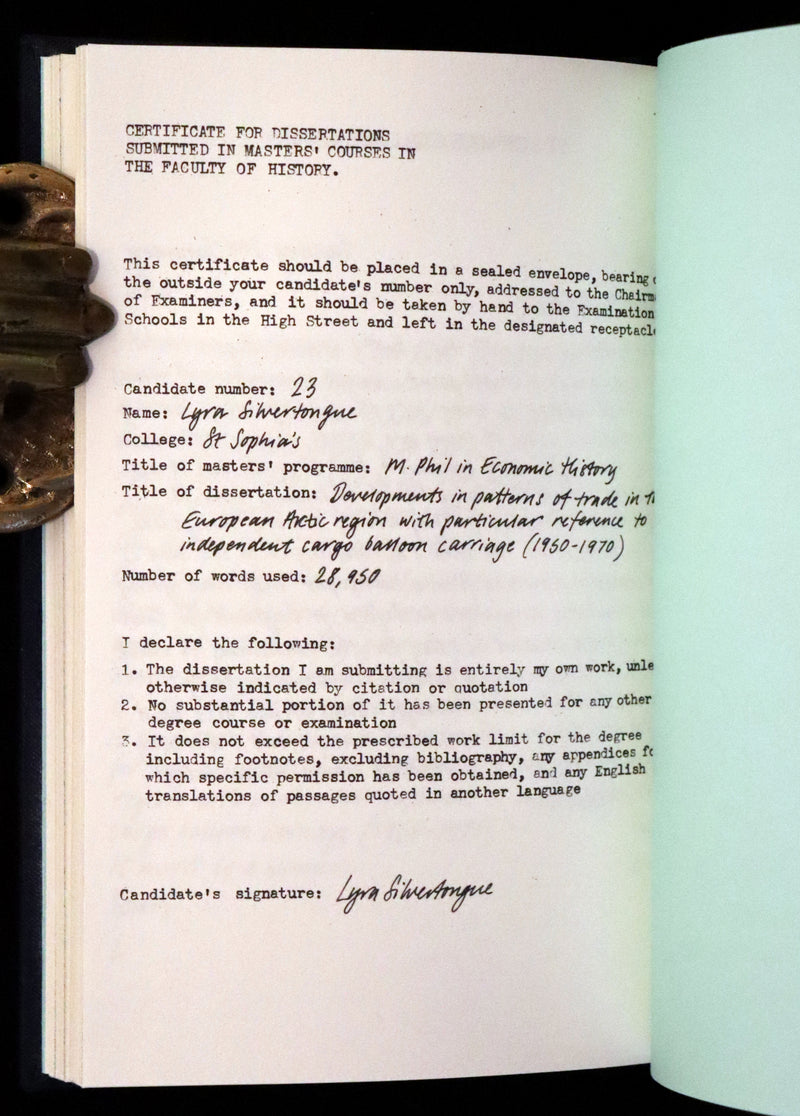 CERTIFICATE FOR DISSERTATIONS
SUBMITTED IN MASTERS' COURSES IN
THE FACULTY OF HISTORY.
This certificate should be placed in a sealed envelope, bearing
the outside your candidate's number only, addressed to the Chairm
of Examiners, and it should be taken by hand to the Examination
Schools in the High Street and left in the designated receptacl
Candidate number: 23
Name: Lyra Silvertongue
College: St Sophia's
Title of masters' programme: M. Phil in Economic History
Title of dissertation: Developments in patterns of trade in
European Arctic region with particular reference to
independent cargo balloon carriage (1950-1970)
Number of words used: 28,950
I declare the following:
1. The dissertation I am submitting is entirely my own work, unle
otherwise indicated by citation or quotation
2. No substantial portion of it has been presented for any other
degree course or examination
3. It does not exceed the prescribed work limit for the degree
including footnotes, excluding bibliography, any appendices
which specific permission has been obtained, and any English
translations of passages quoted in another language
Candidate's signature: Lyra Silvertongue